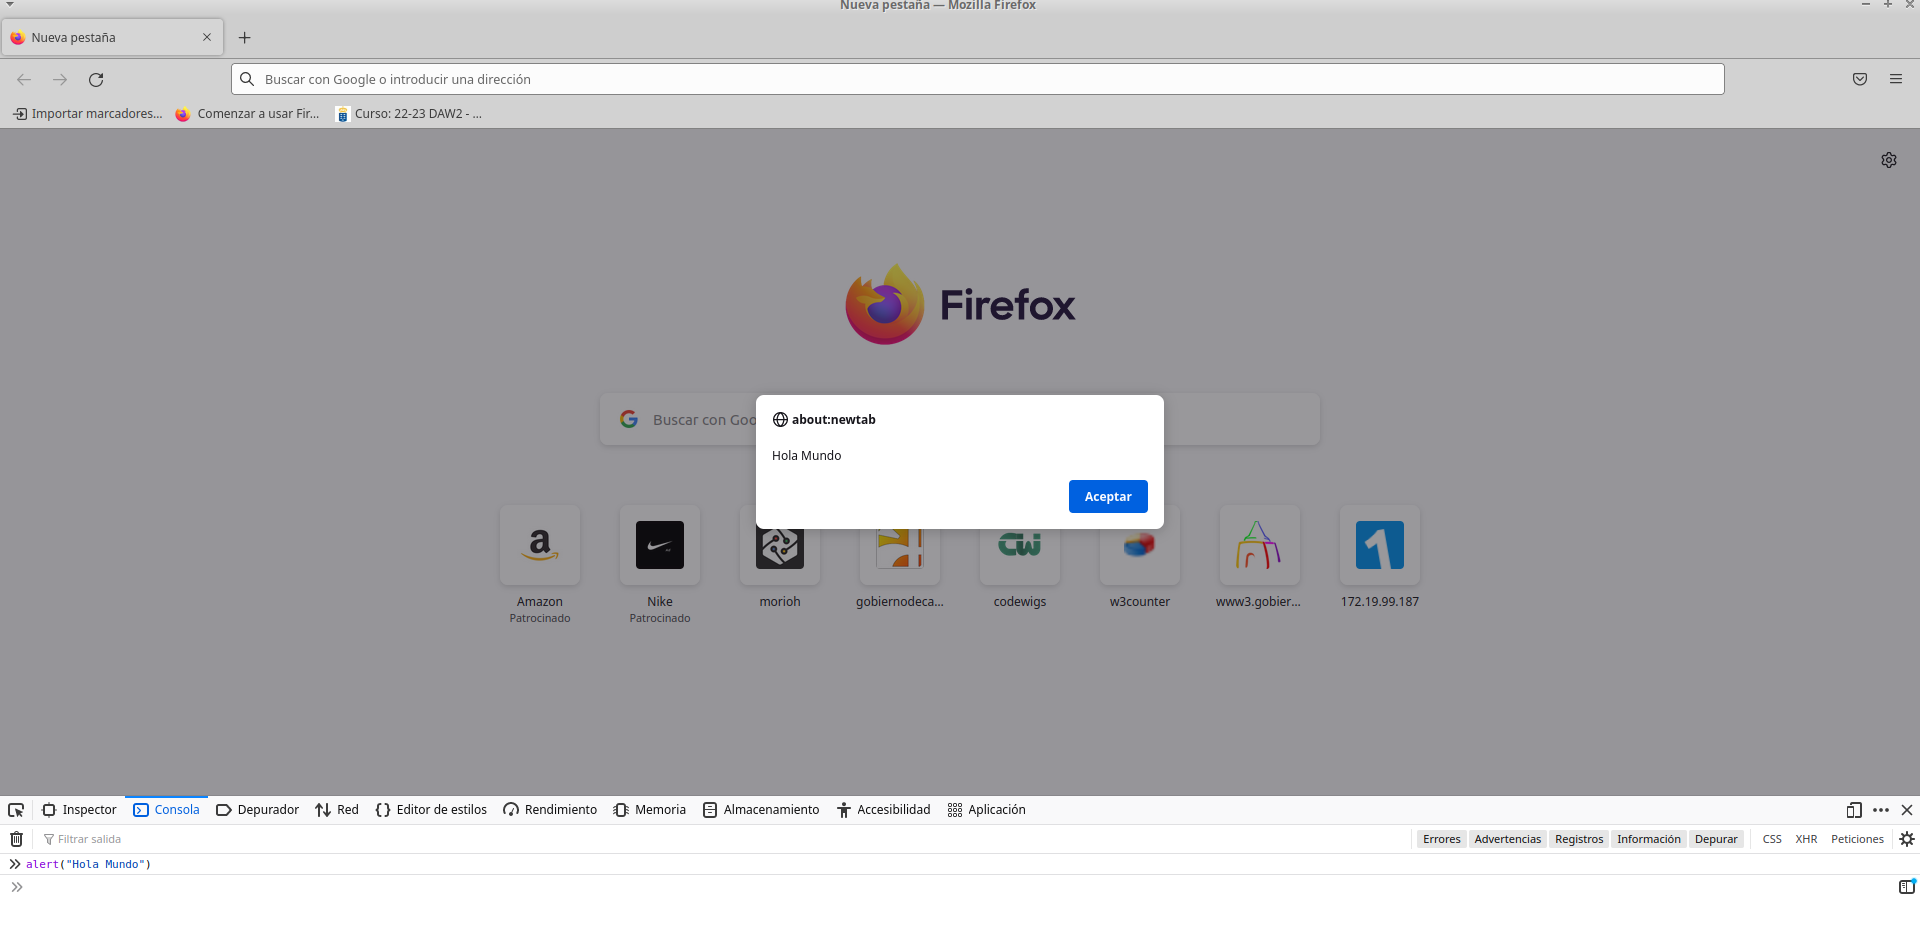 Nueva pestaña — Mozilla Firefox
Nueva pestaña
Buscar con Google o introducir una dirección
Importar marcadores... Comenzar a usar Fir... Curso: 22-23 DAW2 - ...
Firefox
Buscar con Goo
about:newtab
Hola Mundo
Aceptar
Amazon Nike morioh gobiernodeca... codewigs w3counter www3.gobier... 172.19.99.187
Patrocinado Patrocinado
Inspector Consola Depurador Red Editor de estilos Rendimiento Memoria Almacenamiento Accesibilidad Aplicación
Filtrar salida Errores Advertencias Registros Información Depurar CSS XHR Peticiones
alert("Hola Mundo")